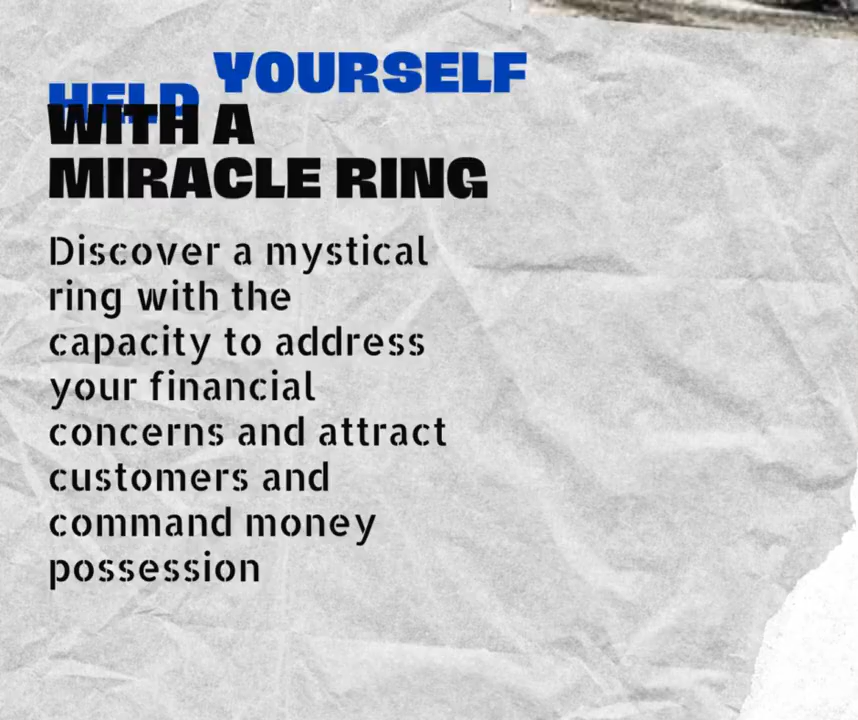 HELD YOURSELF
WITH A
MIRACLE RING
Discover a mystical
ring with the
capacity to address
your financial
concerns and attract
customers and
command money
possession